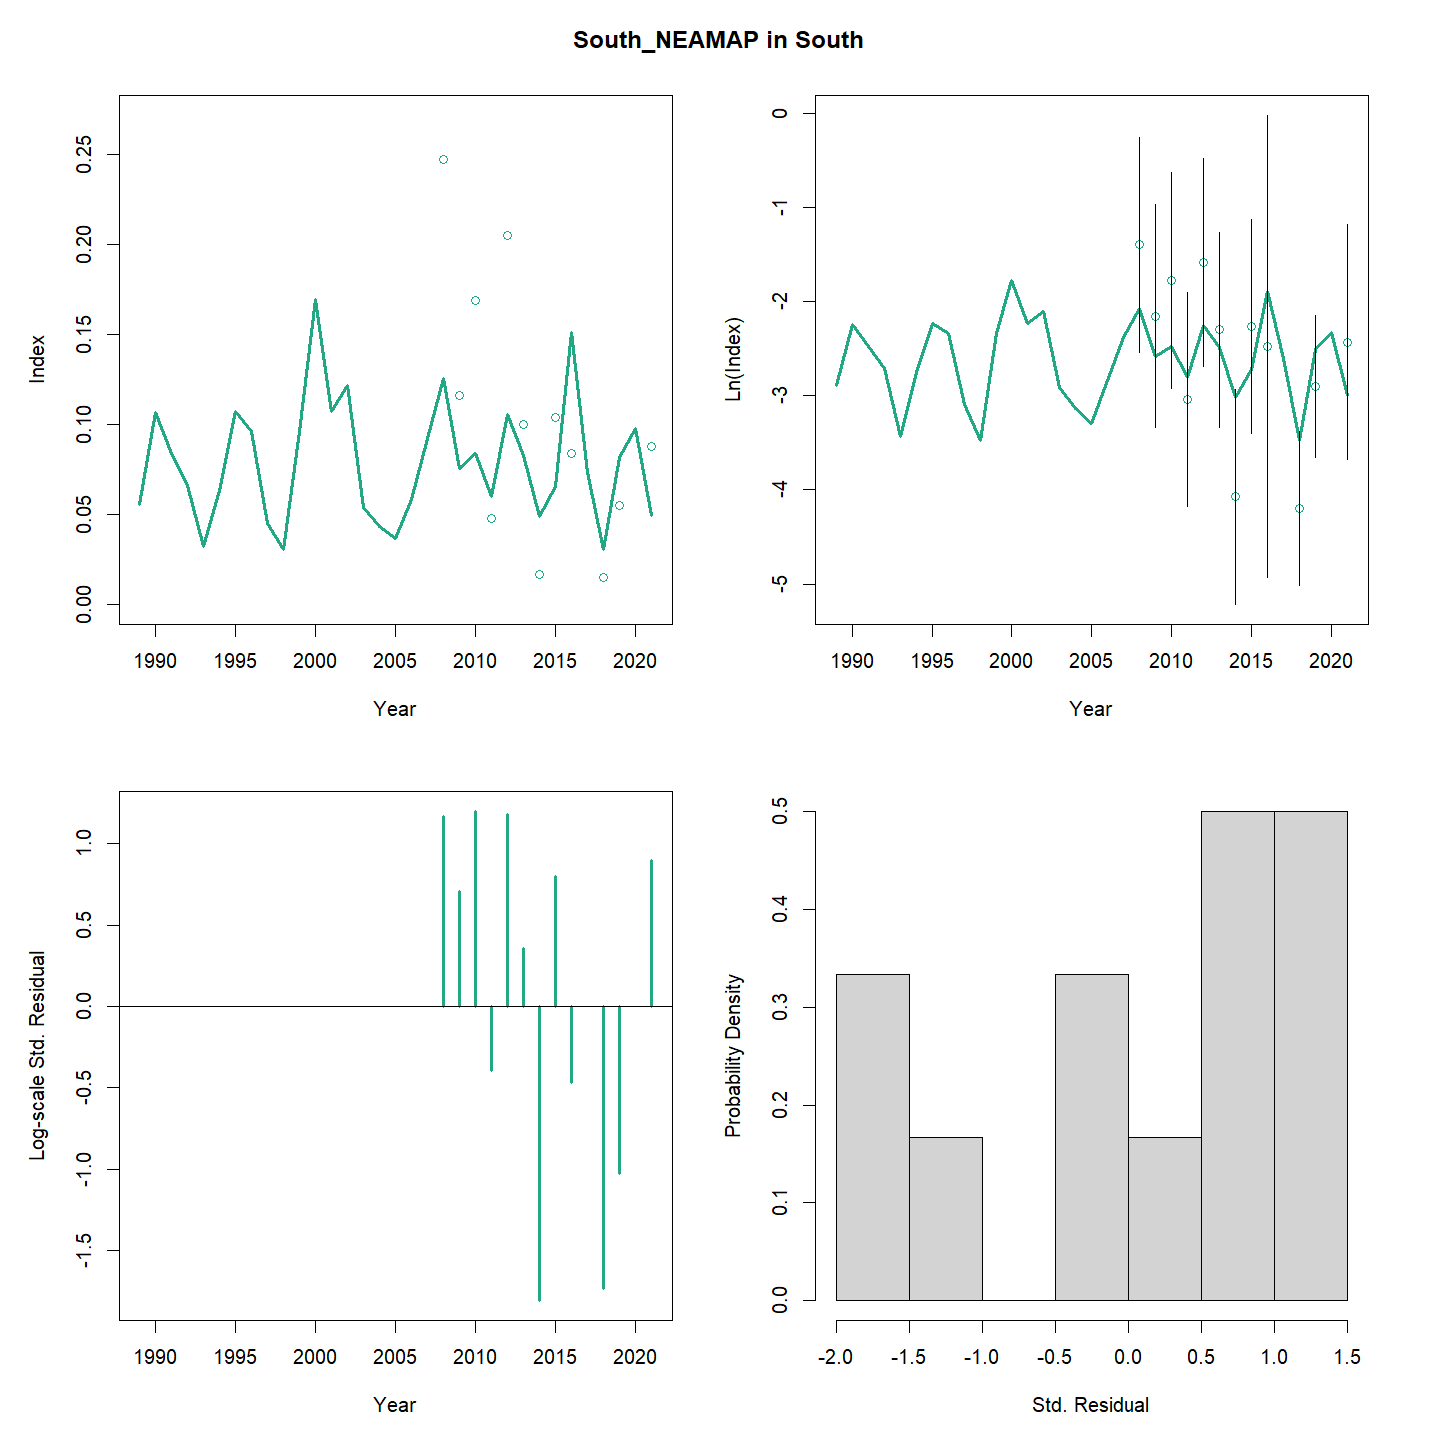 South_NEAMAP in South
Index
0.00 0.05 0.10 0.15 0.20 0.25
1990 1995 2000 2005 2010 2015 2020
Year
Ln(Index)
-5 -4 -3 -2 -1 0
1990 1995 2000 2005 2010 2015 2020
Year
Log-scale Std. Residual
-1.5 -1.0 -0.5 0.0 0.5 1.0
1990 1995 2000 2005 2010 2015 2020
Year
Probability Density
0.0 0.1 0.2 0.3 0.4 0.5
-2.0 -1.5 -1.0 -0.5 0.0 0.5 1.0 1.5
Std. Residual